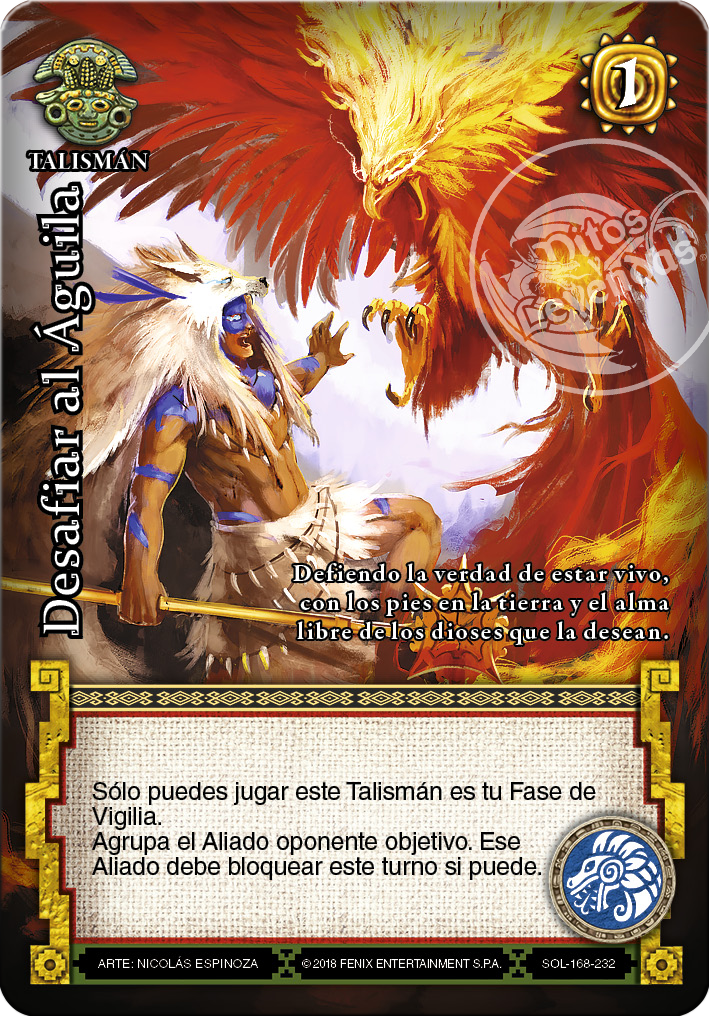 TALISMÁN
1
Mitos
y
Leyendas
Desafiar al Águila
Defiendo la verdad de estar vivo,
con los pies en la tierra y el alma
libre de los dioses que la desean.
Sólo puedes jugar este Talismán es tu Fase de
Vigilia.
Agrupa el Aliado oponente objetivo. Ese
Aliado debe bloquear este turno si puede.
ARTE: NICOLÁS ESPINOZA
©2018 FENIX ENTERTAINMENT S.P.A.
SOL-168-232